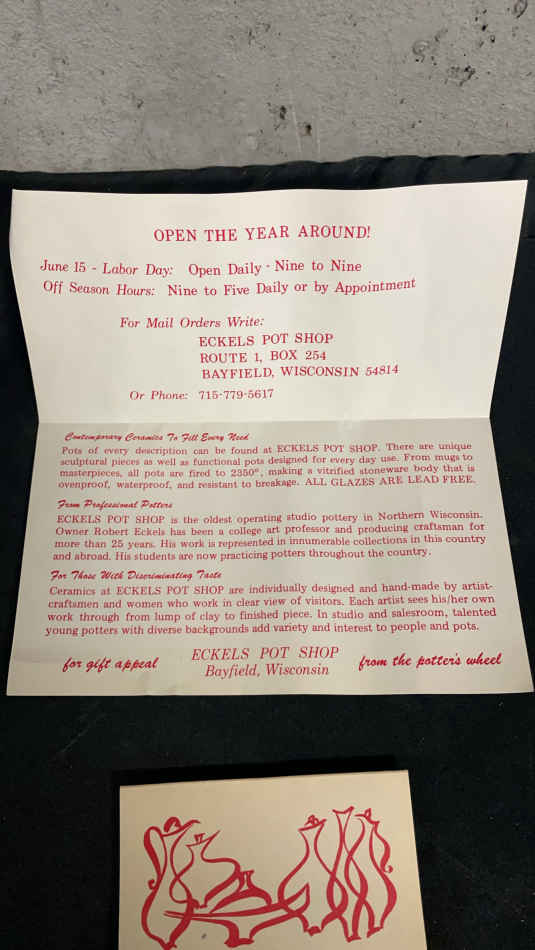 OPEN THE YEAR AROUND!
June 15 - Labor Day: Open Daily · Nine to Nine
Off Season Hours: Nine to Five Daily or by Appointment
For Mail Orders Write:
ECKELS POT SHOP
ROUTE 1, BOX 254
BAYFIELD, WISCONSIN 54814
Or Phone: 715-779-5617
Contemporary Ceramics To Fill Every Need
Pots of every description can be found at ECKELS POT SHOP. There are unique
sculptural pieces as well as functional pots designed for every day use. From mugs to
masterpieces, all pots are fired to 2350°, making a vitrified stoneware body that is
ovenproof, waterproof, and resistant to breakage. ALL GLAZES ARE LEAD FREE.
From Professional Potters
ECKELS POT SHOP is the oldest operating studio pottery in Northern Wisconsin.
Owner Robert Eckels has been a college art professor and producing craftsman for
more than 25 years. His work is represented in innumerable collections in this country
and abroad. His students are now practicing potters throughout the country.
For Those With Discriminating Taste
Ceramics at ECKELS POT SHOP are individually designed and hand-made by artist-
craftsmen and women who work in clear view of visitors. Each artist sees his/her own
work through from lump of clay to finished piece. In studio and salesroom, talented
young potters with diverse backgrounds add variety and interest to people and pots.
for gift appeal ECKELS POT SHOP from the potter's wheel
Bayfield, Wisconsin